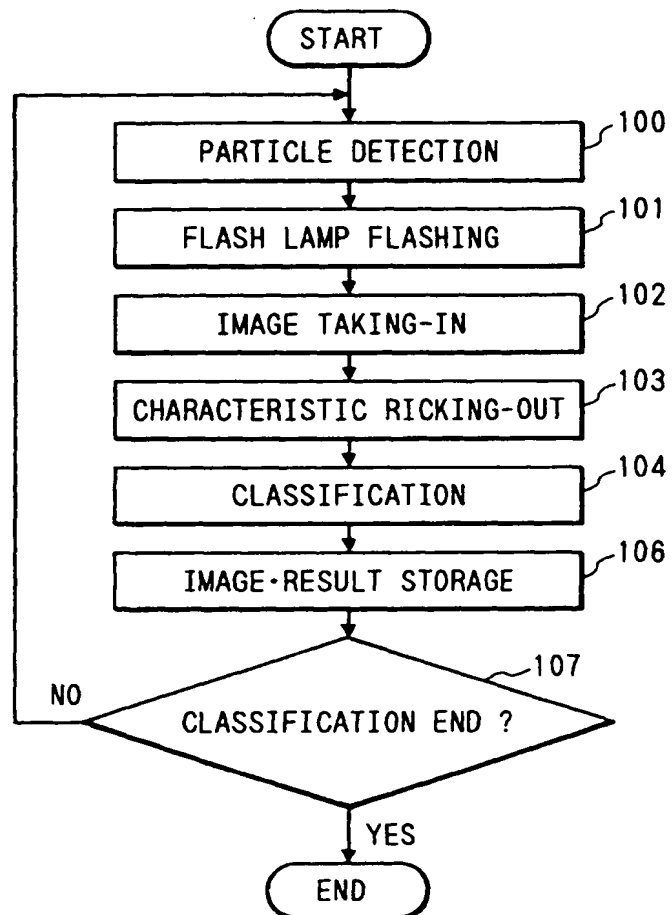 START
PARTICLE DETECTION
100
FLASH LAMP FLASHING
101
IMAGE TAKING-IN
102
CHARACTERISTIC RICKING-OUT
103
CLASSIFICATION
104
IMAGE·RESULT STORAGE
106
CLASSIFICATION END ?
107
NO
YES
END